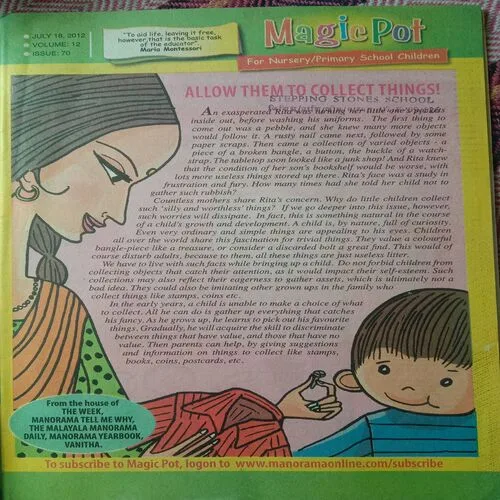 JULY 18, 2012
VOLUME: 12
ISSUE: 70
"To aid life, leaving it free,
however,that is the basic task
of the educator".
Maria Montessori
Magic Pot
For Nursery/Primary School Children
ALLOW THEM TO COLLECT THINGS!
STEPPING STONES SCHOOL
An exasperated Rita was turning her little one's pockets
inside out, before washing his uniforms. The first thing to
come out was a pebble, and she knew many more objects
would follow it. A rusty nail came next, followed by some
paper scraps. Then came a collection of varied objects - a
piece of a broken bangle, a button, the buckle of a watch-
strap. The tabletop soon looked like a junk shop! And Rita knew
that the condition of her son's bookshelf would be worse, with
lots more useless things stored up there. Rita's face was a study in
frustration and fury. How many times had she told her child not to
gather such rubbish?
Countless mothers share Rita's concern. Why do little children collect
such 'silly and worthless' things? If we go deeper into this issue, however,
such worries will dissipate. In fact, this is something natural in the course
of a child's growth and development. A child is, by nature, full of curiosity.
Even very ordinary and simple things are appealing to his eyes. Children
all over the world share this fascination for trivial things. They value a colourful
bangle-piece like a treasure, or consider a discarded bolt a great find. This would of
course disturb adults, because to them, all these things are just useless litter.
We have to live with such facts while bringing up a child. Do not forbid children from
collecting objects that catch their attention, as it would impact their self-esteem. Such
collections may also reflect their eagerness to gather assets, which is ultimately not a
bad idea. They could also be imitating other grown ups in the family who
collect things like stamps, coins etc.
In the early years, a child is unable to make a choice of what
to collect. All he can do is gather up everything that catches
his fancy. As he grows up, he learns to pick out his favourite
things. Gradually, he will acquire the skill to discriminate
between things that have value, and those that have no
value. Then parents can help, by giving suggestions
and information on things to collect like stamps,
books, coins, postcards, etc.
From the house of
THE WEEK,
MANORAMA TELL ME WHY,
THE MALAYALA MANORAMA
DAILY, MANORAMA YEARBOOK,
VANITHA.
To subscribe to Magic Pot, logon to www.manoramaonline.com/subscribe